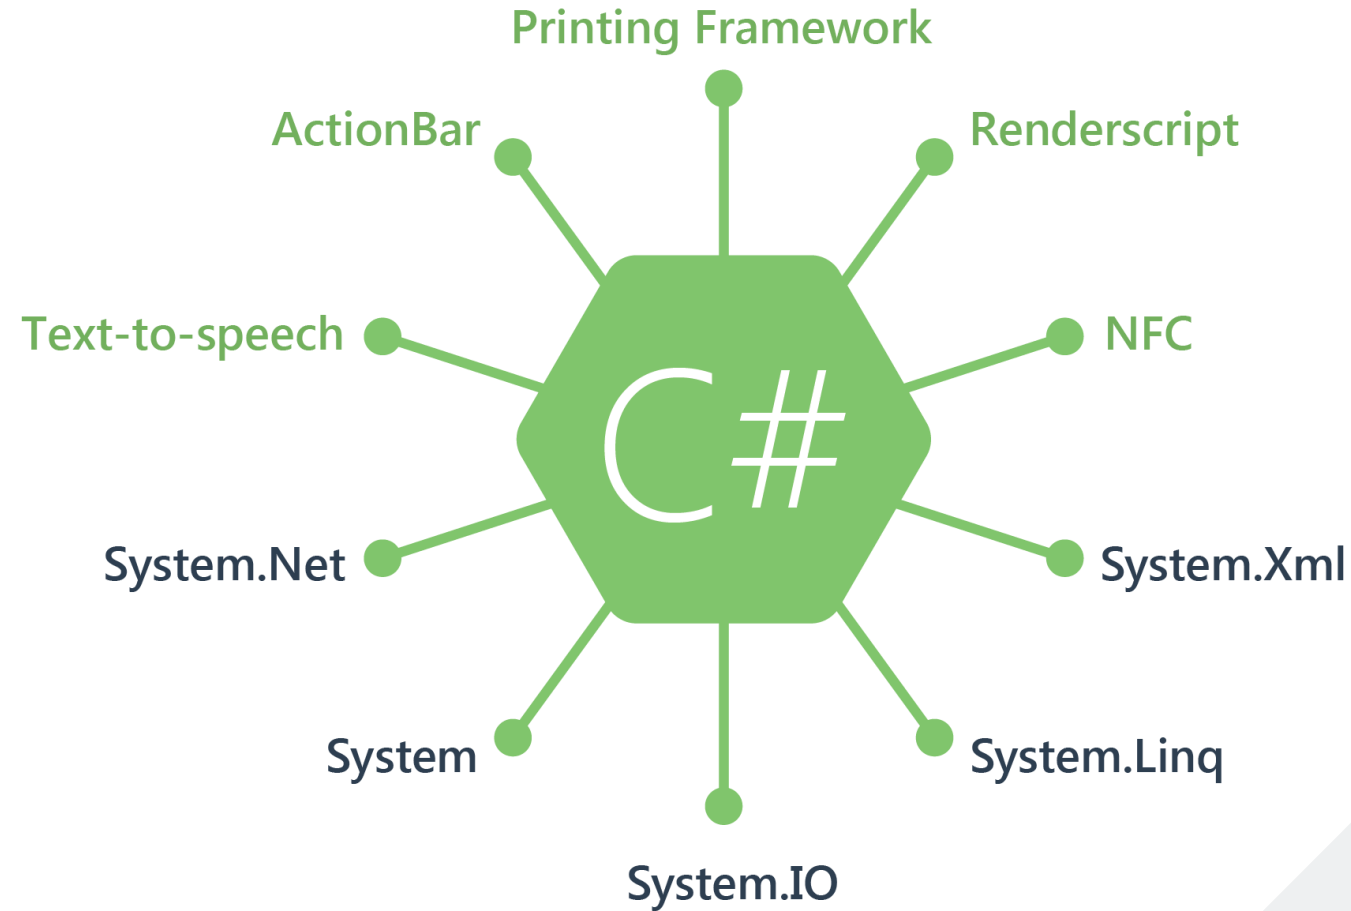 Printing Framework
ActionBar
Renderscript
Text-to-speech
NFC
C#
System.Net
System.Xml
System
System.Linq
System.IO